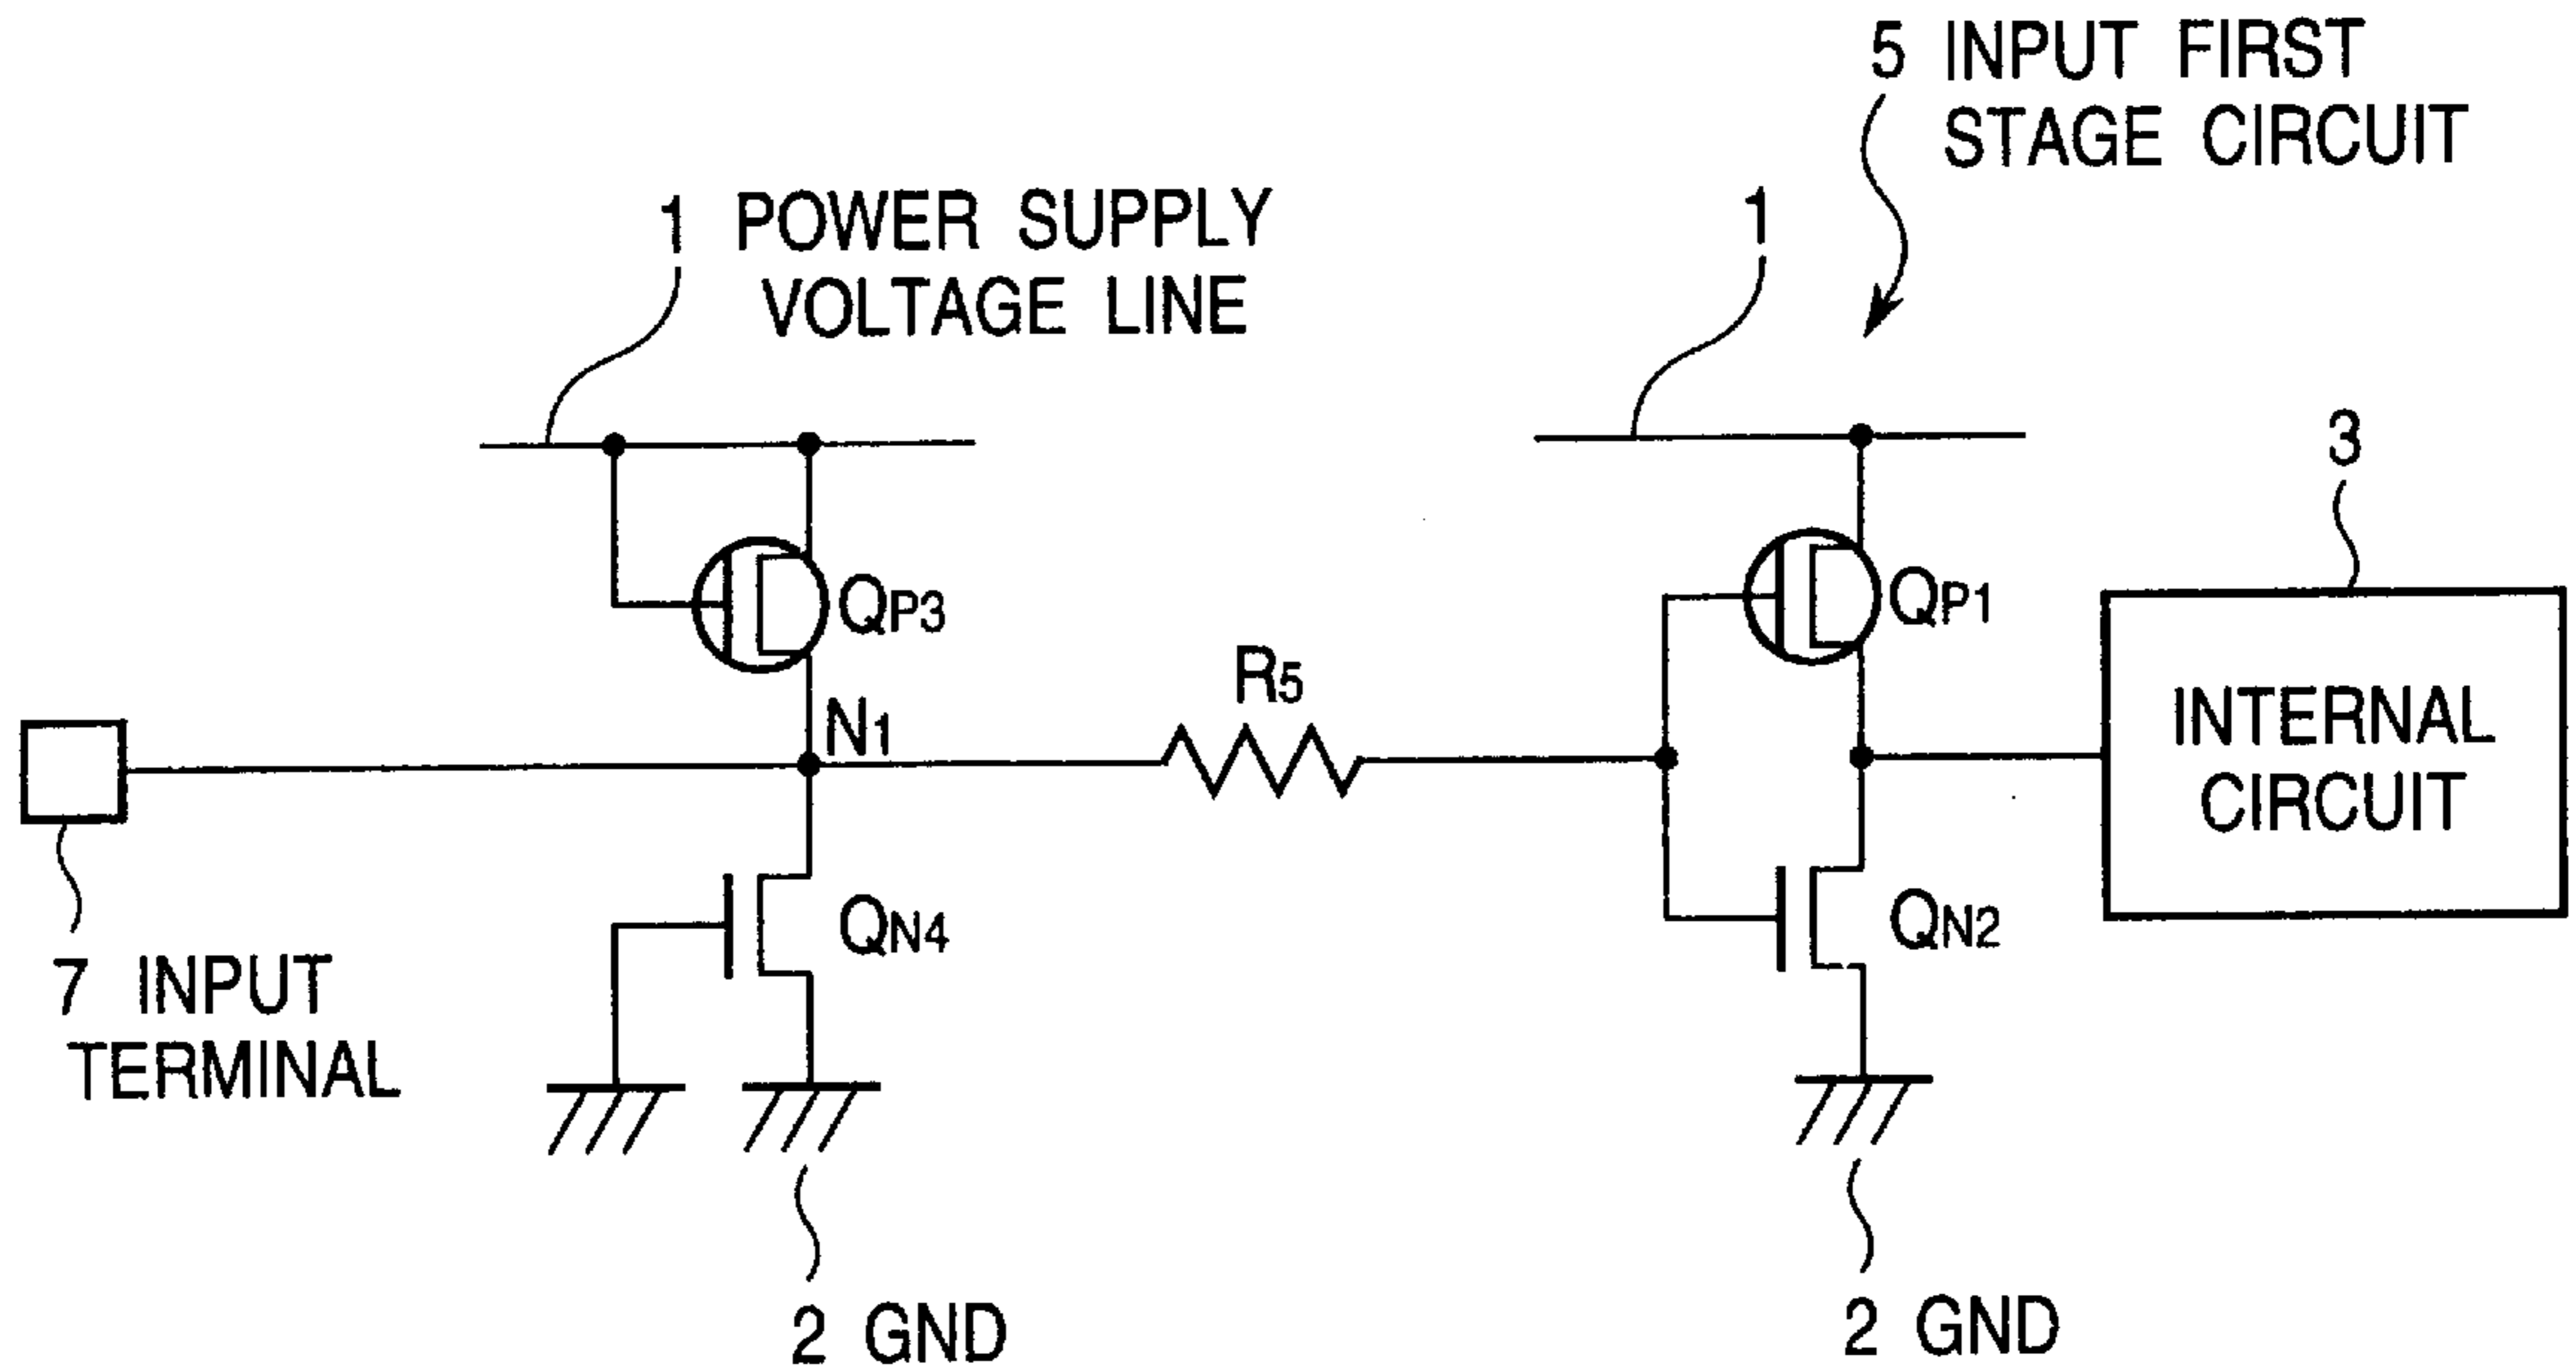 5 INPUT FIRST
STAGE CIRCUIT
1 POWER SUPPLY
VOLTAGE LINE
1
3
QP3
QP1
R5
N1
INTERNAL
CIRCUIT
QN4
QN2
7 INPUT
TERMINAL
2 GND
2 GND